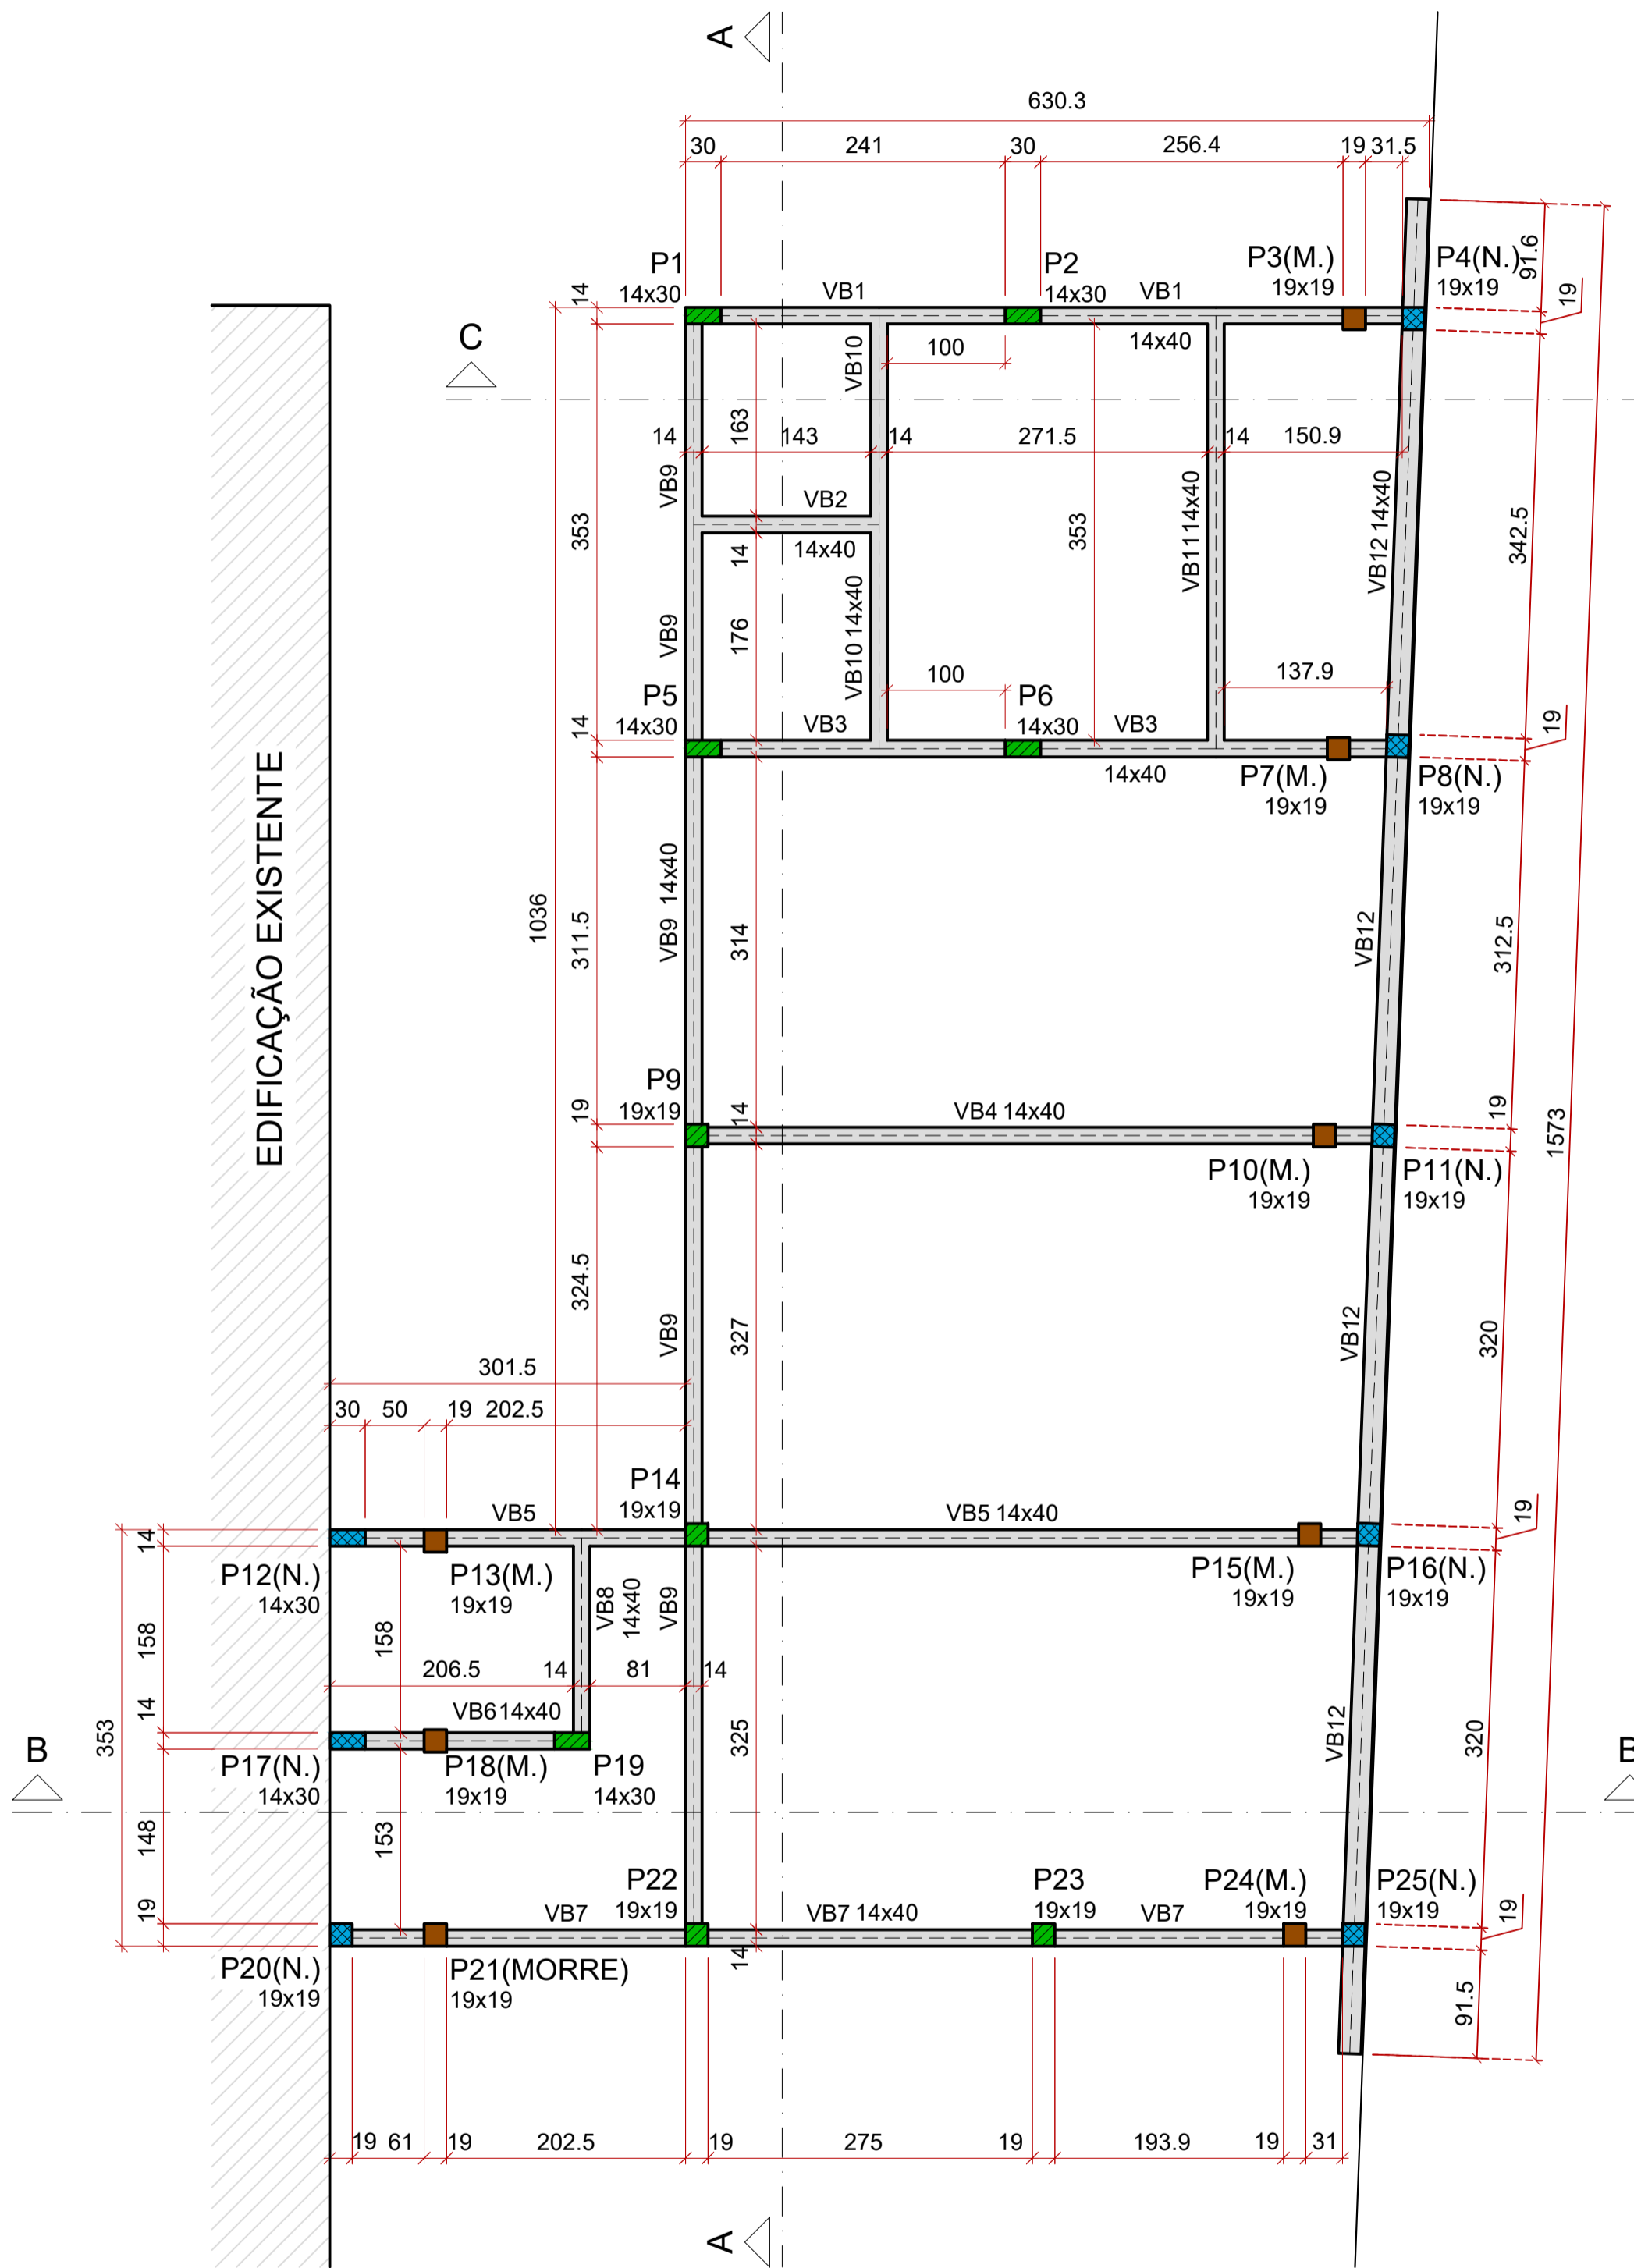 A
630.3
30
241
30
256.4
19
31.5
P1
14x30
VB1
P2
14x30
VB1
P3(M.)
19x19
P4(N.)
19x19
91.6
19
14
C
VB10
100
14x40
163
14
143
14
271.5
14
150.9
VB9
353
VB2
14x40
14
353
VB11 14x40
VB12 14x40
342.5
VB9
176
VB10 14x40
100
137.9
P5
14x30
14
VB3
P6
14x30
VB3
14x40
P7(M.)
19x19
P8(N.)
19x19
19
EDIFICAÇÃO EXISTENTE
1036
311.5
VB9 14x40
314
VB12
312.5
1573
P9
19x19
19
14
VB4 14x40
P10(M.)
19x19
P11(N.)
19x19
19
324.5
VB9
327
VB12
320
301.5
30
50
19
202.5
P14
19x19
VB5
VB5 14x40
19
14
P12(N.)
14x30
P13(M.)
19x19
VB8
14x40
VB9
P15(M.)
19x19
P16(N.)
19x19
158
158
206.5
14
81
14
VB6 14x40
14
353
325
VB12
320
B
B
P17(N.)
14x30
P18(M.)
19x19
P19
14x30
148
153
P22
19x19
P23
19x19
P24(M.)
19x19
P25(N.)
19x19
19
VB7
VB7 14x40
VB7
19
14
P20(N.)
19x19
P21(MORRE)
19x19
91.5
19
61
19
202.5
19
275
19
193.9
19
31
A